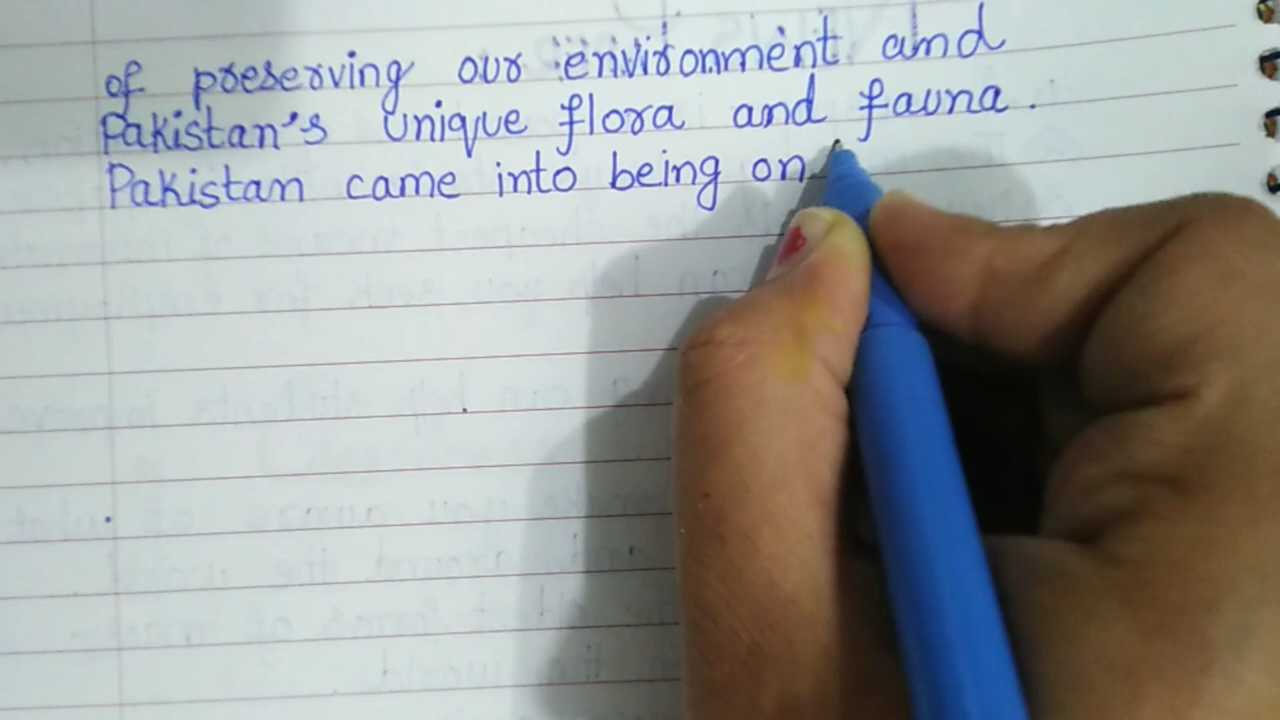 of preserving our environment and
Pakistan's unique flora and fauna.
Pakistan came into being on